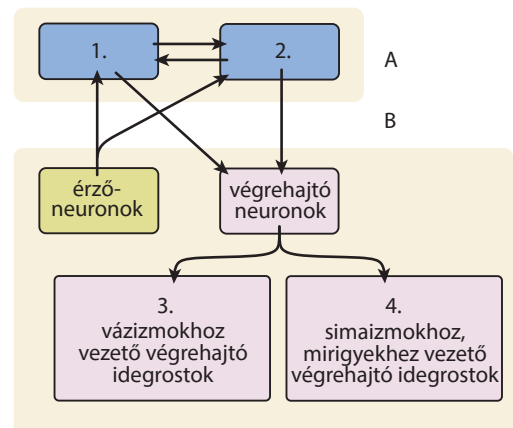 1.
2.
A
B
érző-
neuronok
végrehajtó
neuronok
3.
vázizmokhoz
vezető végrehajtó
idegrostok
4.
simaizmokhoz,
mirigyekhez vezető
végrehajtó idegrostok